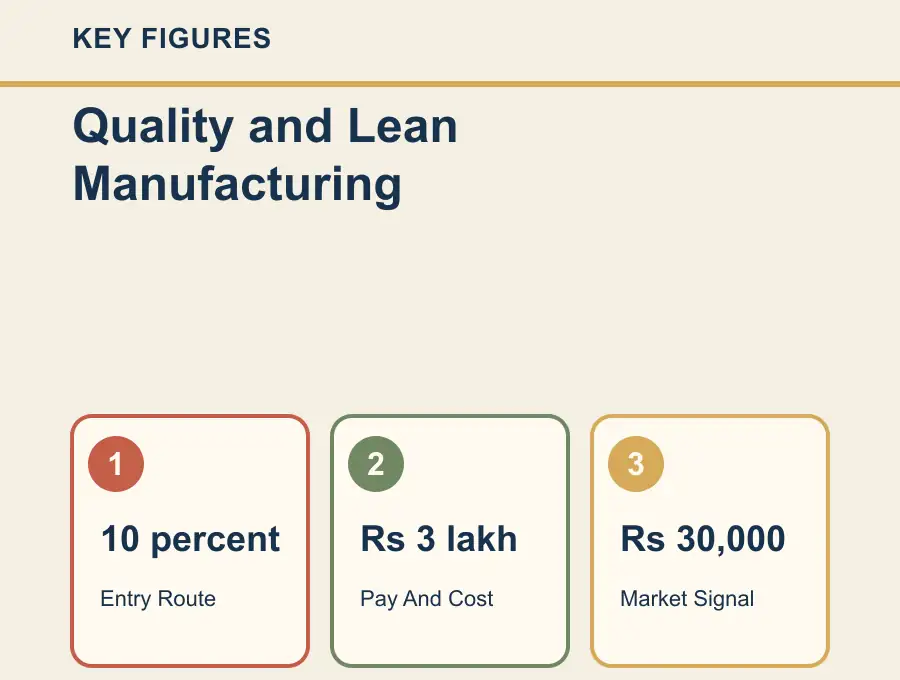 KEY FIGURES
Quality and Lean
Manufacturing
1
10 percent
Entry Route
2
Rs 3 lakh
Pay And Cost
3
Rs 30,000
Market Signal